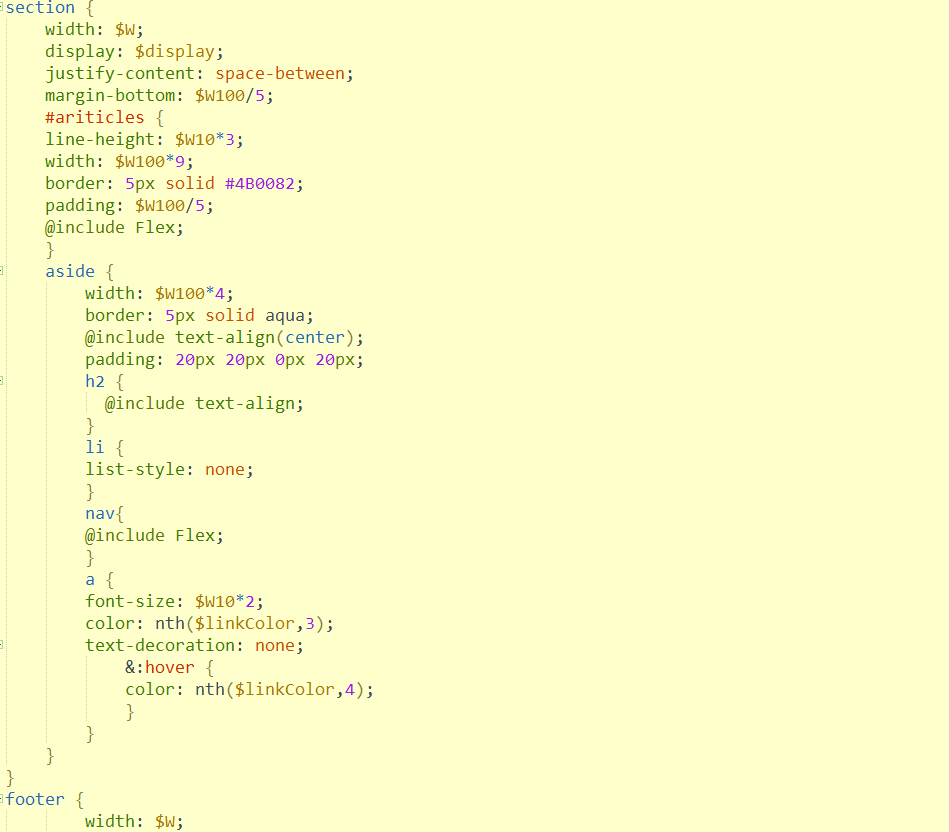 section {
width: $W;
display: $display;
justify-content: space-between;
margin-bottom: $W100/5;
#ariticles {
line-height: $W10*3;
width: $W100*9;
border: 5px solid #4B0082;
padding: $W100/5;
@include Flex;
}
aside {
width: $W100*4;
border: 5px solid aqua;
@include text-align(center);
padding: 20px 20px 0px 20px;
h2 {
@include text-align;
}
li {
list-style: none;
}
nav{
@include Flex;
}
a {
font-size: $W10*2;
color: nth($linkColor,3);
text-decoration: none;
&:hover {
color: nth($linkColor,4);
}
}
}
}
footer {
width: $W;